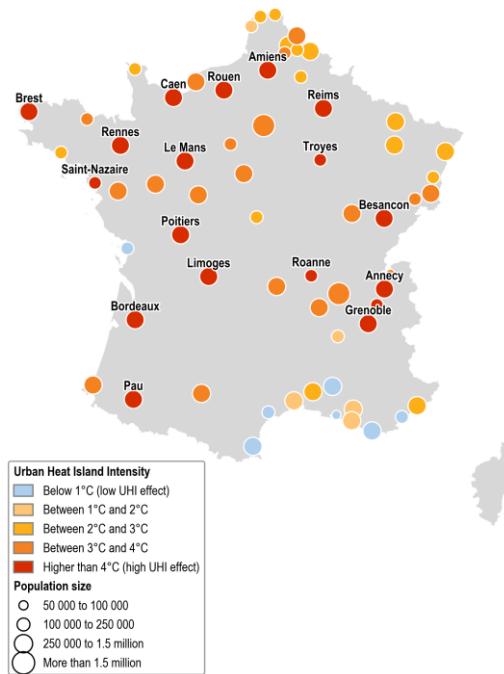 Amiens
Rouen
Caen
Reims
Brest
Rennes
Le Mans
Troyes
Saint-Nazaire
Besancon
Poitiers
Limoges
Roanne
Annecy
Bordeaux
Grenoble
Pau
Urban Heat Island Intensity
Below 1°C (low UHI effect)
Between 1°C and 2°C
Between 2°C and 3°C
Between 3°C and 4°C
Higher than 4°C (high UHI effect)
Population size
50 000 to 100 000
100 000 to 250 000
250 000 to 1.5 million
More than 1.5 million